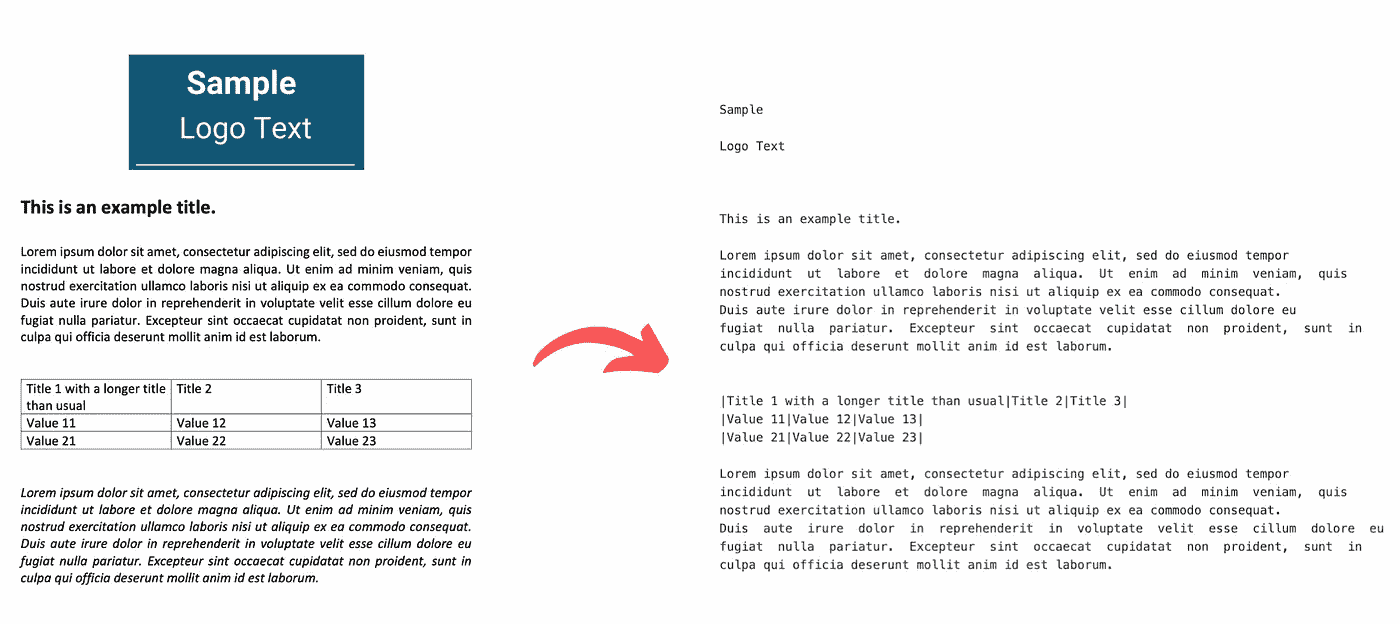 Sample
Logo Text
This is an example title.
Lorem ipsum dolor sit amet, consectetur adipiscing elit, sed do eiusmod tempor
incididunt ut labore et dolore magna aliqua. Ut enim ad minim veniam, quis
nostrud exercitation ullamco laboris nisi ut aliquip ex ea commodo consequat.
Duis aute irure dolor in reprehenderit in voluptate velit esse cillum dolore eu
fugiat nulla pariatur. Excepteur sint occaecat cupidatat non proident, sunt in
culpa qui officia deserunt mollit anim id est laborum.
Title 1 with a longer title than usual Title 2 Title 3
Value 11 Value 12 Value 13
Value 21 Value 22 Value 23
Lorem ipsum dolor sit amet, consectetur adipiscing elit, sed do eiusmod tempor
incididunt ut labore et dolore magna aliqua. Ut enim ad minim veniam, quis
nostrud exercitation ullamco laboris nisi ut aliquip ex ea commodo consequat.
Duis aute irure dolor in reprehenderit in voluptate velit esse cillum dolore eu
fugiat nulla pariatur. Excepteur sint occaecat cupidatat non proident, sunt in
culpa qui officia deserunt mollit anim id est laborum.
Sample
Logo Text
This is an example title.
Lorem ipsum dolor sit amet, consectetur adipiscing elit, sed do eiusmod tempor
incididunt ut labore et dolore magna aliqua. Ut enim ad minim veniam, quis
nostrud exercitation ullamco laboris nisi ut aliquip ex ea commodo consequat.
Duis aute irure dolor in reprehenderit in voluptate velit esse cillum dolore eu
fugiat nulla pariatur. Excepteur sint occaecat cupidatat non proident, sunt in
culpa qui officia deserunt mollit anim id est laborum.
|Title 1 with a longer title than usual|Title 2|Title 3|
|Value 11|Value 12|Value 13|
|Value 21|Value 22|Value 23|
Lorem ipsum dolor sit amet, consectetur adipiscing elit, sed do eiusmod tempor
incididunt ut labore et dolore magna aliqua. Ut enim ad minim veniam, quis
nostrud exercitation ullamco laboris nisi ut aliquip ex ea commodo consequat.
Duis aute irure dolor in reprehenderit in voluptate velit esse cillum dolore eu
fugiat nulla pariatur. Excepteur sint occaecat cupidatat non proident, sunt in
culpa qui officia deserunt mollit anim id est laborum.